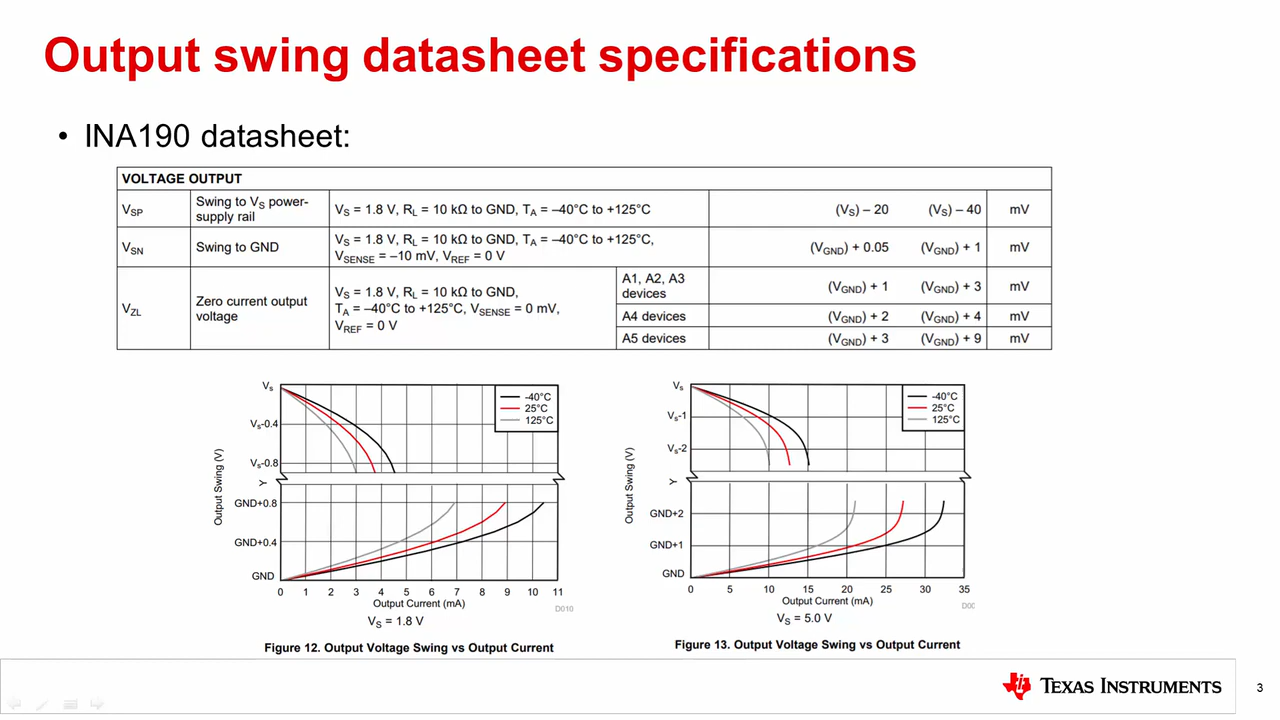 Output swing datasheet specifications
• INA190 datasheet:
VOLTAGE OUTPUT
VSP Swing to VS power-supply rail VS = 1.8 V, RL = 10 kΩ to GND, TA = –40°C to +125°C (VS) – 20 (VS) – 40 mV
VSN Swing to GND VS = 1.8 V, RL = 10 kΩ to GND, TA = –40°C to +125°C,
VSENSE = –10 mV, VREF = 0 V (VGND) + 0.05 (VGND) + 1 mV
VZL Zero current output voltage VS = 1.8 V, RL = 10 kΩ to GND,
TA = –40°C to +125°C, VSENSE = 0 mV,
VREF = 0 V
A1, A2, A3 devices (VGND) + 1 (VGND) + 3 mV
A4 devices (VGND) + 2 (VGND) + 4 mV
A5 devices (VGND) + 3 (VGND) + 9 mV
Output Swing (V)
Vs
Vs-0.4
Vs-0.8
Y
GND+0.8
GND+0.4
GND
-40°C
25°C
125°C
0 1 2 3 4 5 6 7 8 9 10 11
Output Current (mA)
D010
VS = 1.8 V
Figure 12. Output Voltage Swing vs Output Current
Output Swing (V)
Vs
Vs-1
Vs-2
Y
GND+2
GND+1
GND
-40°C
25°C
125°C
0 5 10 15 20 25 30 35
Output Current (mA)
D00
VS = 5.0 V
Figure 13. Output Voltage Swing vs Output Current
TEXAS INSTRUMENTS
3